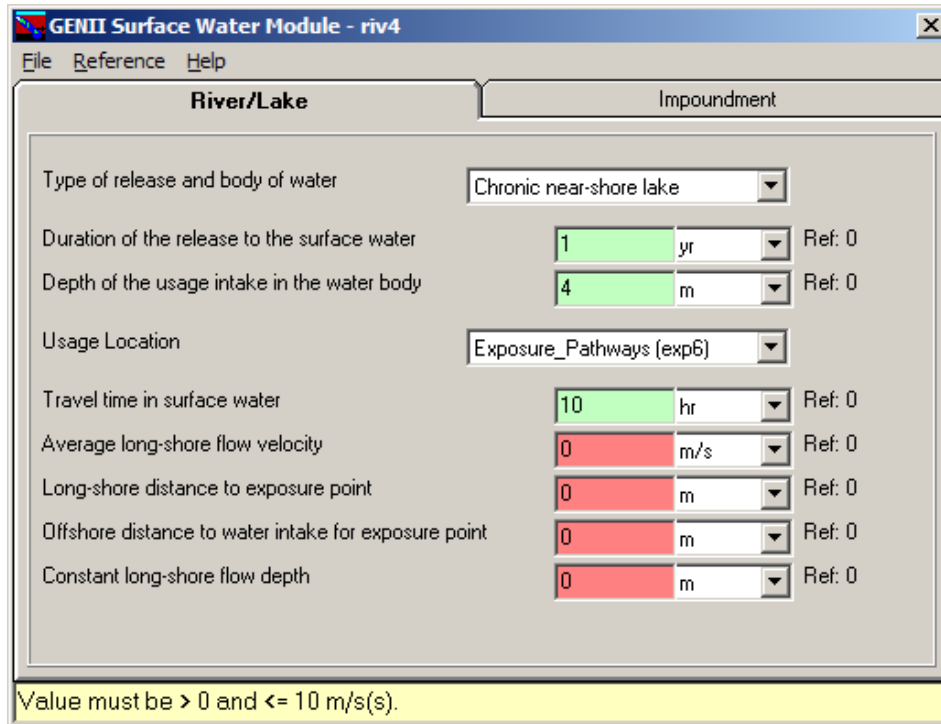 GENII Surface Water Module - riv4
File Reference Help
River/Lake Impoundment
Type of release and body of water Chronic near-shore lake
Duration of the release to the surface water 1 yr Ref: 0
Depth of the usage intake in the water body 4 m Ref: 0
Usage Location Exposure_Pathways (exp6)
Travel time in surface water 10 hr Ref: 0
Average long-shore flow velocity 0 m/s Ref: 0
Long-shore distance to exposure point 0 m Ref: 0
Offshore distance to water intake for exposure point 0 m Ref: 0
Constant long-shore flow depth 0 m Ref: 0
Value must be > 0 and <= 10 m/s(s).